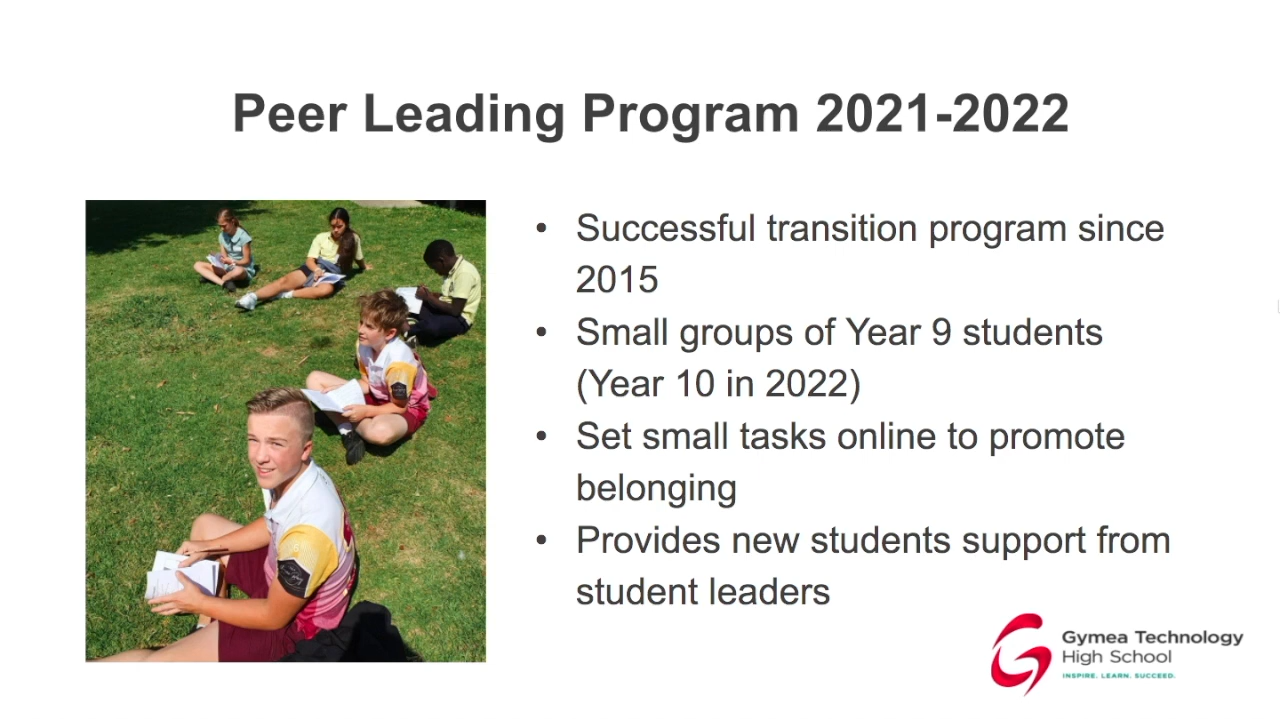 Peer Leading Program 2021-2022
• Successful transition program since
2015
• Small groups of Year 9 students
(Year 10 in 2022)
• Set small tasks online to promote
belonging
• Provides new students support from
student leaders
Gymea Technology
High School
INSPIRE. LEARN. SUCCEED.